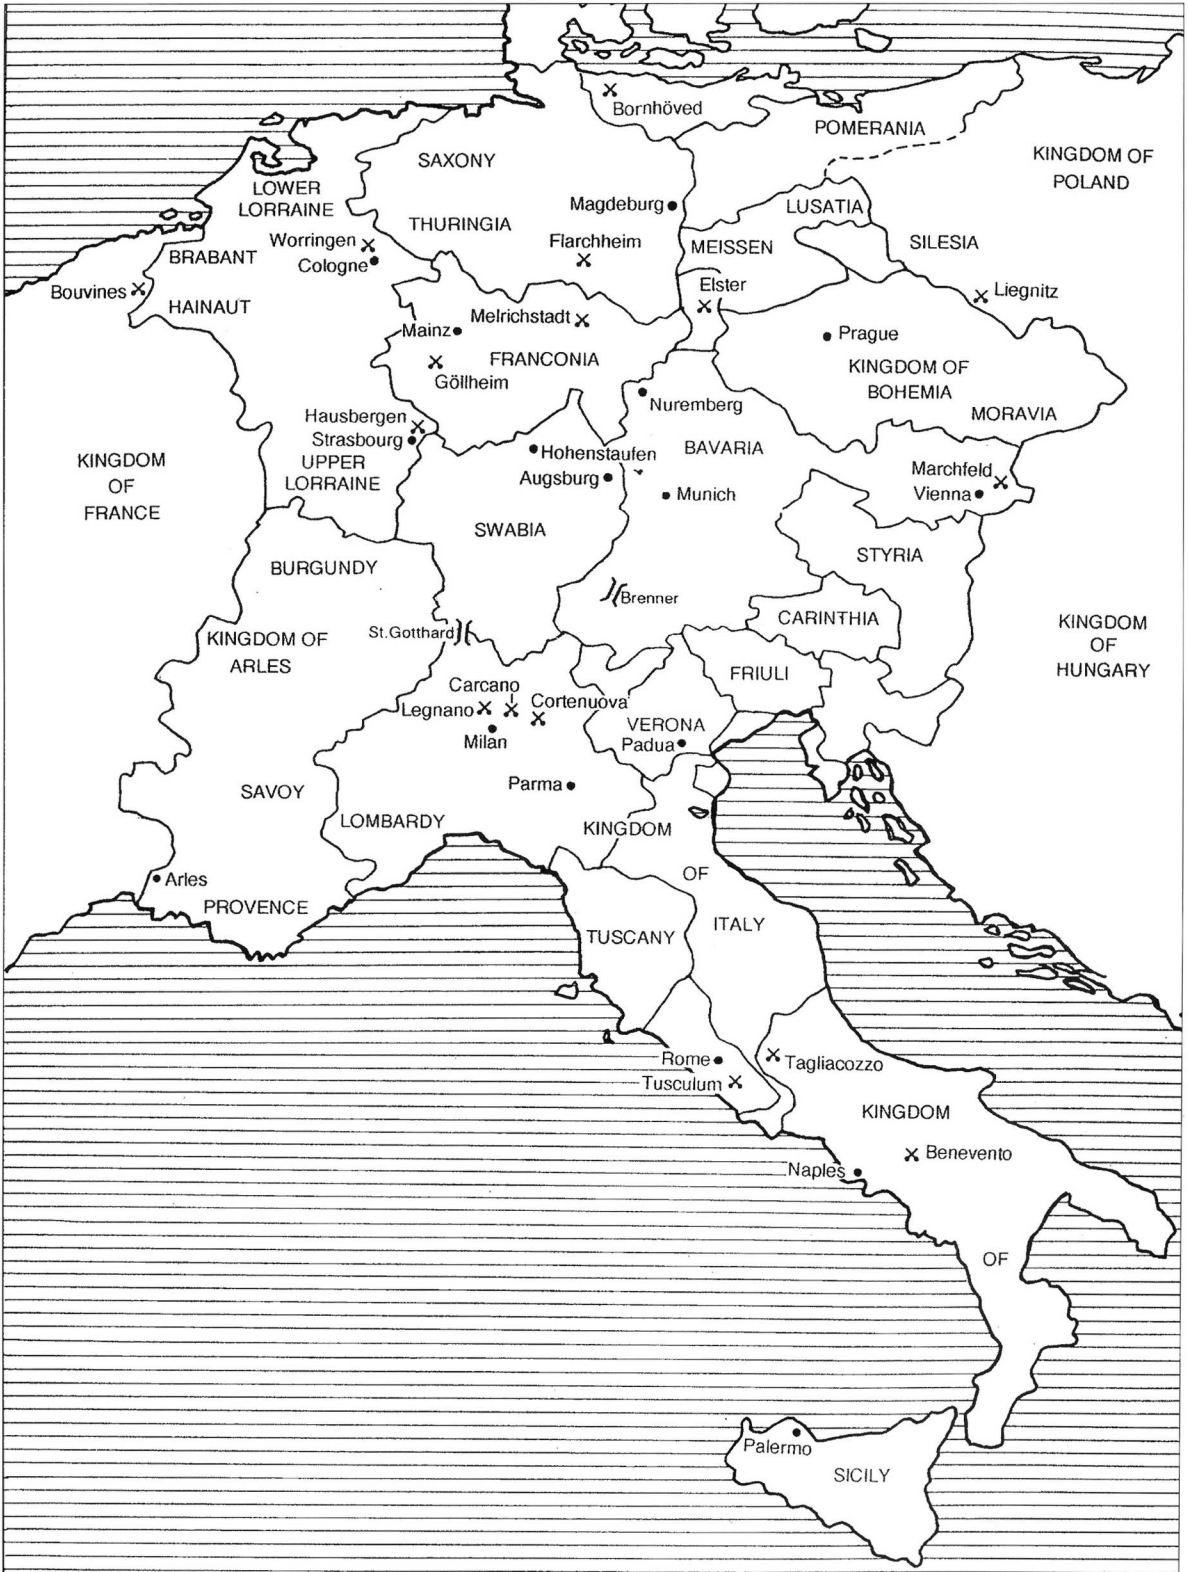 Bornhöved
POMERANIA
SAXONY
KINGDOM OF
POLAND
LOWER
LORRAINE
Magdeburg
LUSATIA
THURINGIA
Worringen
Flarchheim
MEISSEN
SILESIA
BRABANT
Cologne
Bouvines
Elster
Liegnitz
HAINAUT
Melrichstadt
Mainz
Prague
FRANCONIA
KINGDOM OF
BOHEMIA
Göllheim
Nuremberg
MORAVIA
Hausbergen
Strasbourg
Hohenstaufen
BAVARIA
KINGDOM
OF
FRANCE
UPPER
LORRAINE
Augsburg
Munich
Marchfeld
Vienna
SWABIA
STYRIA
BURGUNDY
Brenner
CARINTHIA
KINGDOM OF
ARLES
St.Gotthard
KINGDOM
OF
HUNGARY
FRIULI
Carcano
Cortenuova
Legnano
Milan
VERONA
Padua
Parma
SAVOY
LOMBARDY
KINGDOM
OF
ITALY
Arles
PROVENCE
TUSCANY
Rome
Tagliacozzo
Tusculum
KINGDOM
Benevento
Naples
OF
Palermo
SICILY